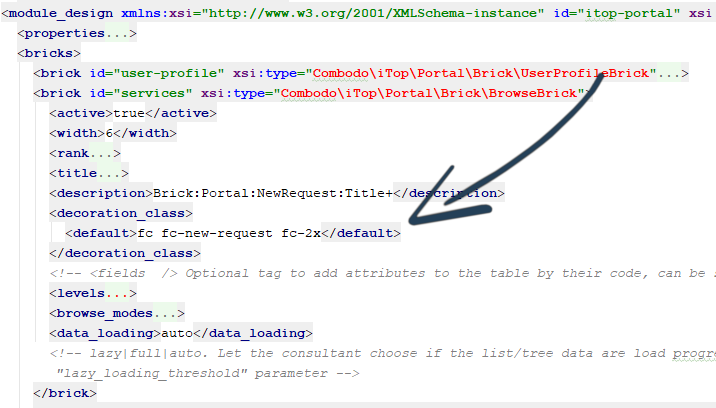 <module_design xmlns:xsi="http://www.w3.org/2001/XMLSchema-instance" id="itop-portal" xsi
<properties...>
<bricks>
<brick id="user-profile" xsi:type="Combodo\iTop\Portal\Brick\UserProfileBrick"...>
<brick id="services" xsi:type="Combodo\iTop\Portal\Brick\BrowseBrick">
<active>true</active>
<width>6</width>
<rank...>
<title...>
<description>Brick:Portal:NewRequest:Title+</description>
<decoration_class>
<default>fc fc-new-request fc-2x</default>
</decoration_class>
<!-- <fields  /> Optional tag to add attributes to the table by their code, can be
<levels...>
<browse_modes...>
<data_loading>auto</data_loading>
<!-- lazy|full|auto. Let the consultant choose if the list/tree data are load progre
"lazy_loading_threshold" parameter -->
</brick>